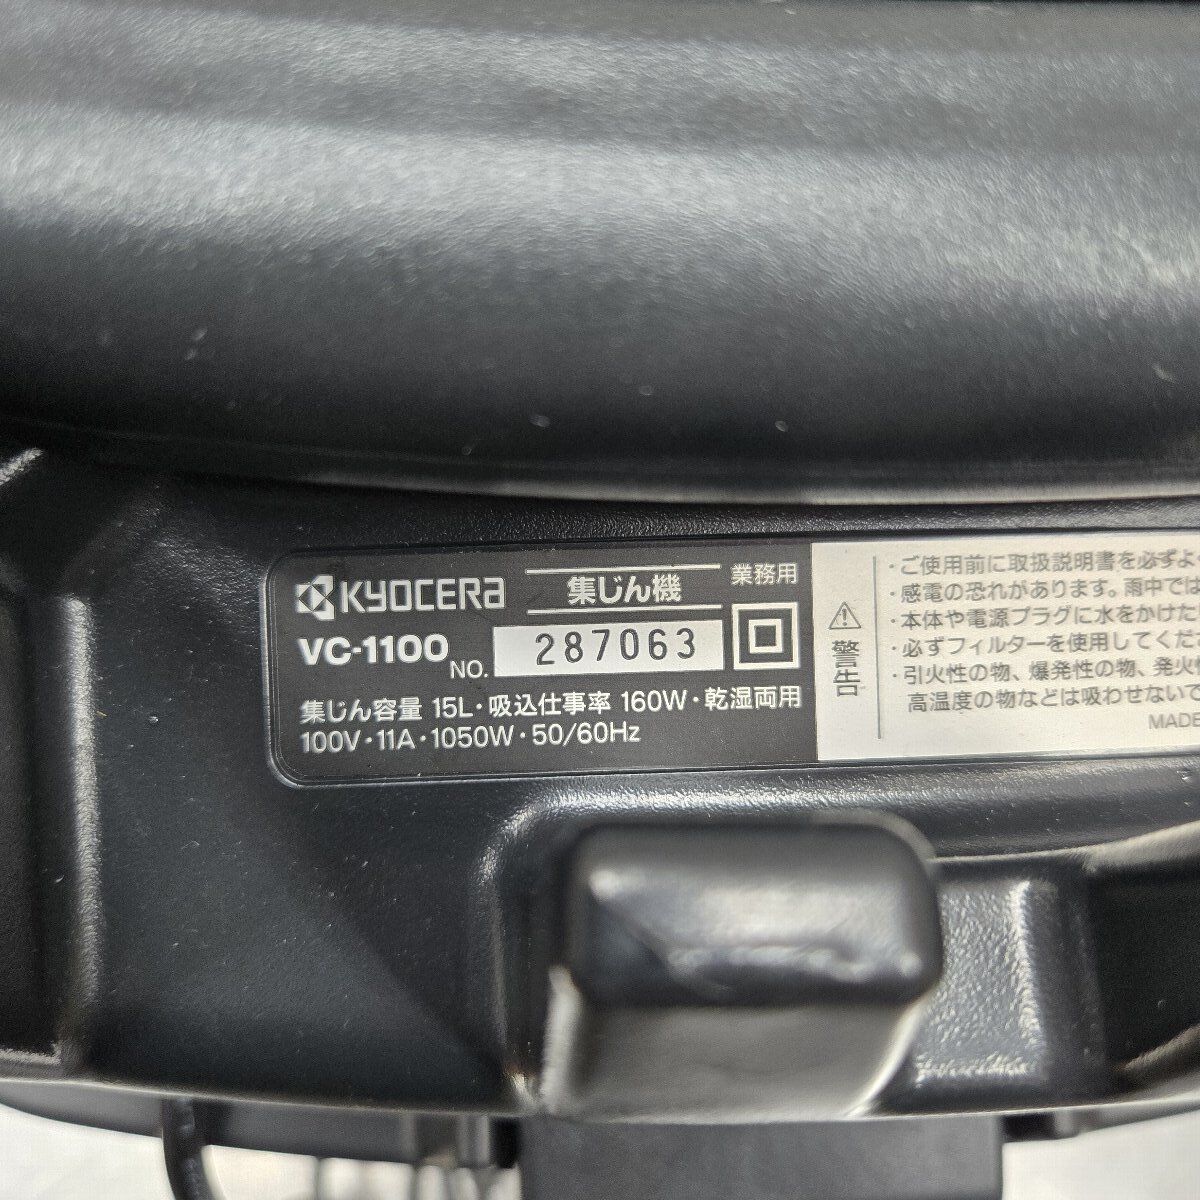 KYOCERA
集じん機
業務用
VC-1100
NO. 287063
集じん容量 15L・吸込仕事率 160W・乾湿両用
100V・11A・1050W・50/60Hz
警告
・ご使用前に取扱説明書を必ずよ
・感電の恐れがあります。雨中では
・本体や電源プラグに水をかけた
・必ずフィルターを使用してくだ
・引火性の物、爆発性の物、発火
高温度の物などは吸わせないで
MADE